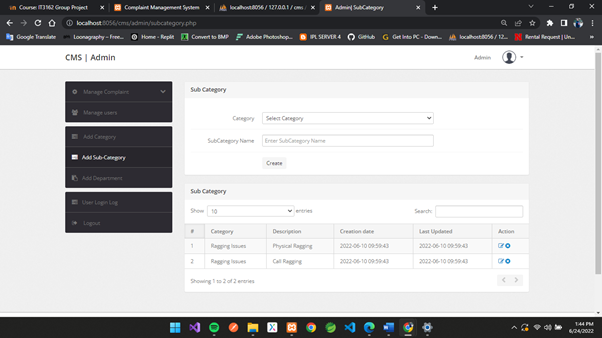 Course: IT3162 Group Project
Complaint Management System
localhost:8056 / 127.0.0.1 / cms /
Admin| SubCategory
localhost:8056/cms/admin/subcategory.php
Google Translate
Loonagraphy – Free...
Home - Replit
Convert to BMP
Adobe Photoshop...
IPL SERVER 4
GitHub
Get Into PC - Down...
localhost:8056 / 12...
Rental Request | Un...
CMS | Admin
Admin
Manage Complaint
Manage users
Add Category
Add Sub-Category
Add Department
User Login Log
Logout
Sub Category
Category
Select Category
SubCategory Name
Enter SubCategory Name
Create
Sub Category
Show 10 entries
Search:
# Category Description Creation date Last Updated Action
1 Ragging Issues Physical Ragging 2022-06-10 09:59:43 2022-06-10 09:59:43
2 Ragging Issues Call Ragging 2022-06-10 09:59:43 2022-06-10 09:59:43
Showing 1 to 2 of 2 entries
1:44 PM
6/24/2022